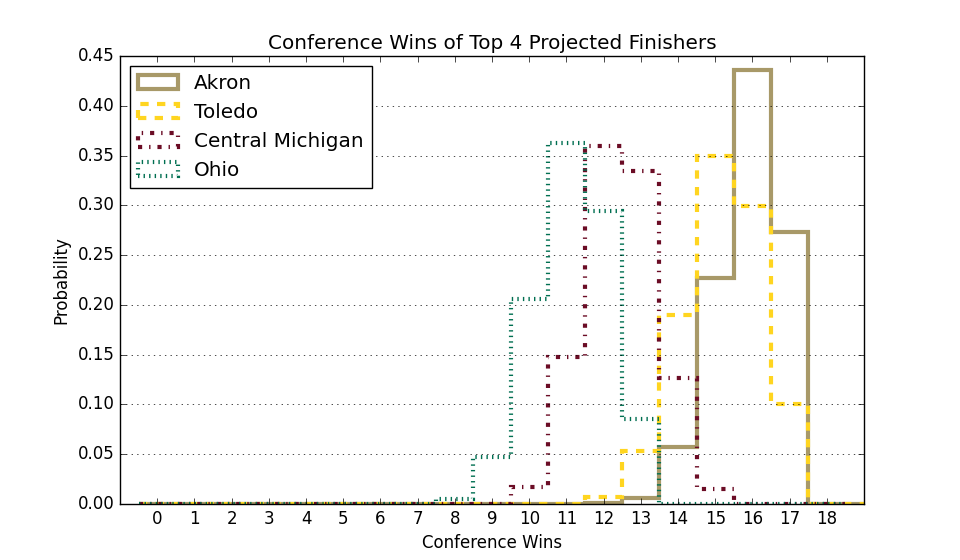 Conference Wins of Top 4 Projected Finishers
Akron
Toledo
Central Michigan
Ohio
Probability
0.45
0.40
0.35
0.30
0.25
0.20
0.15
0.10
0.05
0.00
0 1 2 3 4 5 6 7 8 9 10 11 12 13 14 15 16 17 18
Conference Wins